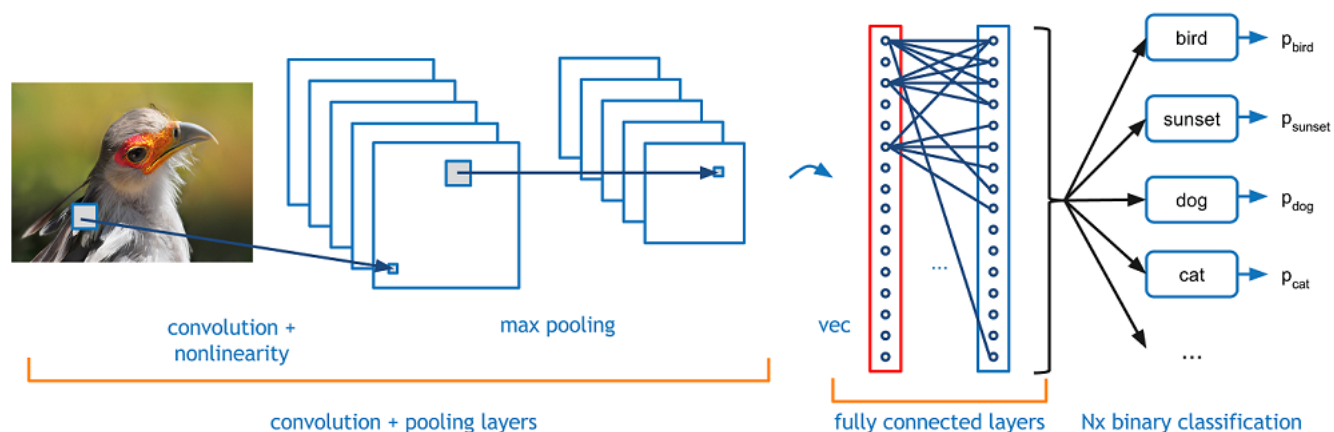 convolution +
nonlinearity
max pooling
convolution + pooling layers
vec
...
fully connected layers
bird
p_bird
sunset
p_sunset
dog
p_dog
cat
p_cat
...
Nx binary classification